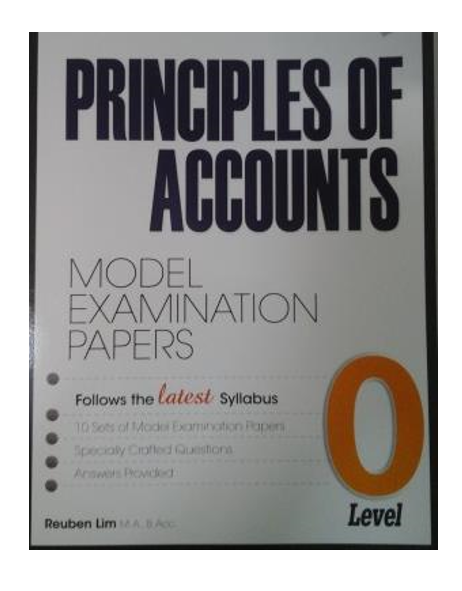 PRINCIPLES OF
ACCOUNTS
MODEL
EXAMINATION
PAPERS
Follows the latest Syllabus
10 Sets of Model Examination Papers
Specially Crafted Questions
Answers Provided
O
Level
Reuben Lim M.A., B.Acc.